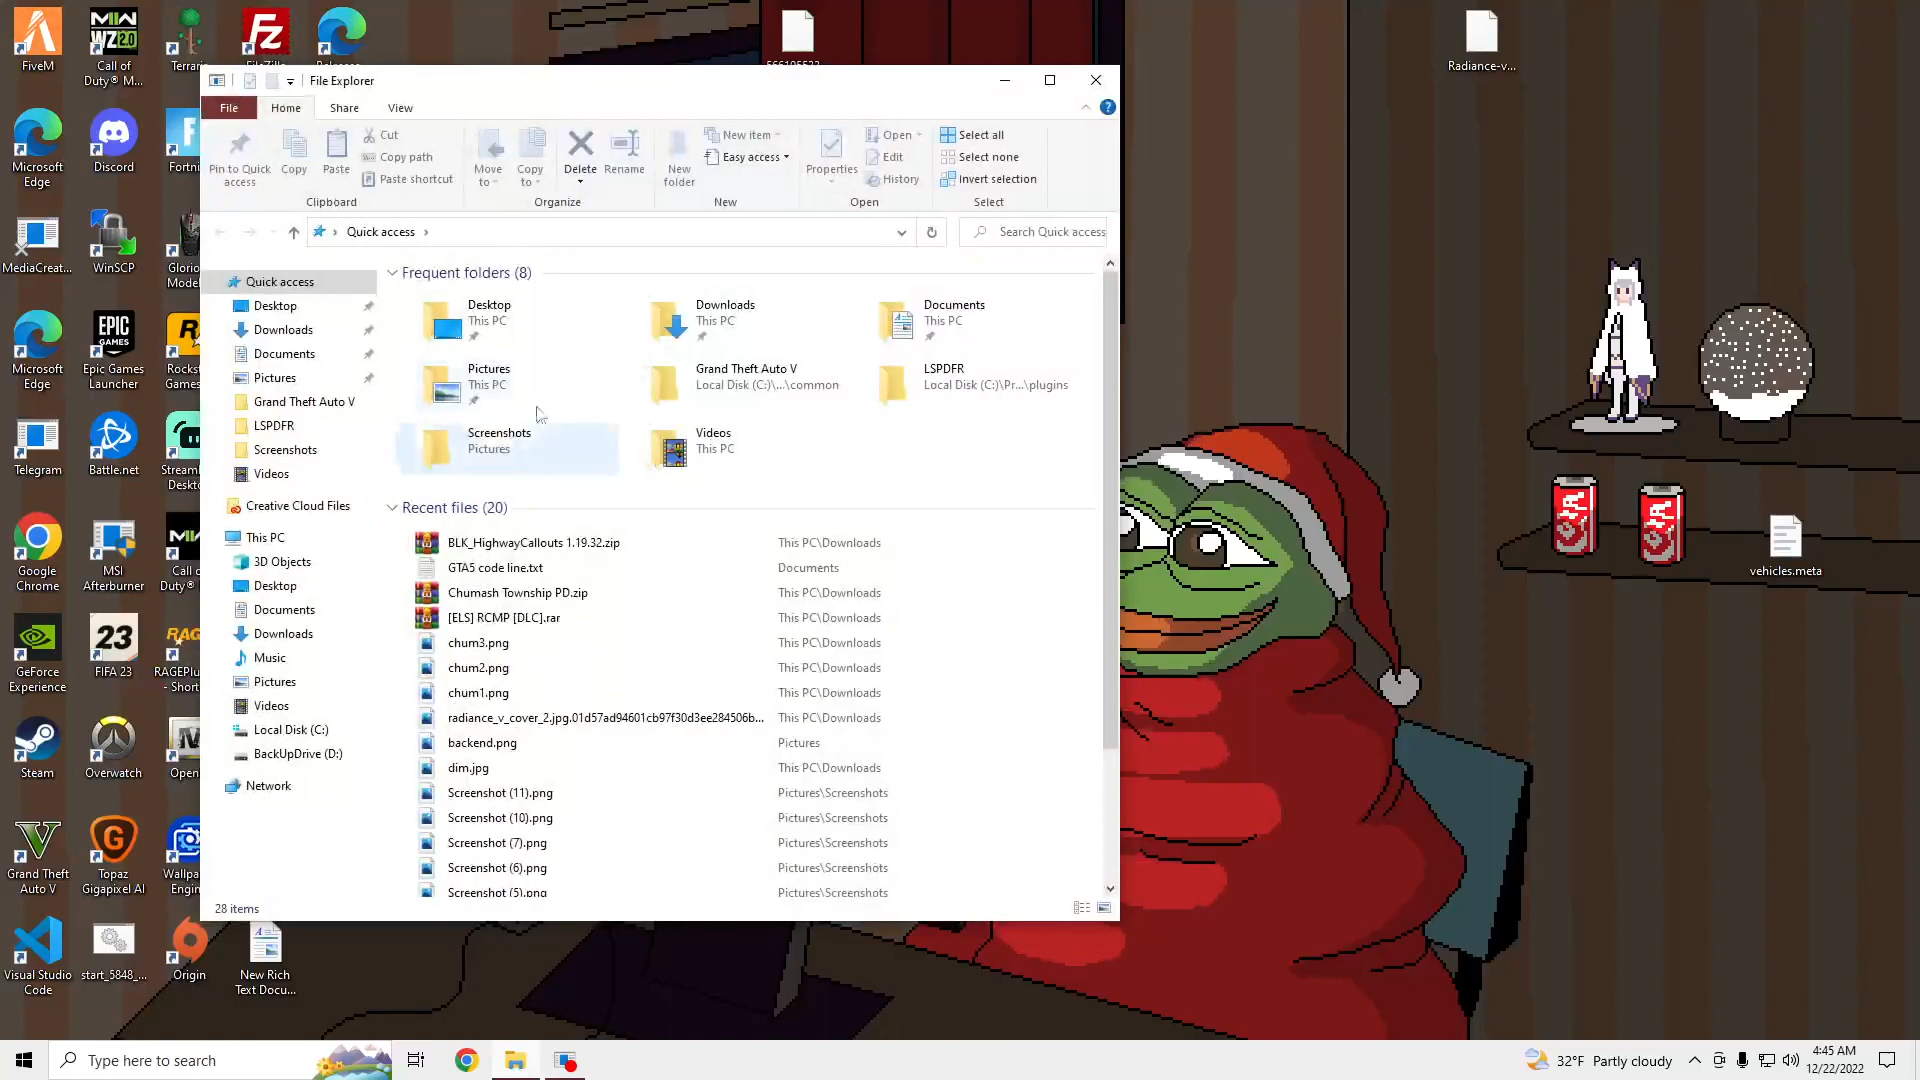 FiveM
Call of
Duty® M...
Terraria
566195523
Radiance-v...
File Explorer
File
Home
Share
View
Pin to Quick
access
Copy
Paste
Cut
Copy path
Paste shortcut
Move
to
Copy
to
Delete
Rename
New
folder
New item
Easy access
Properties
Open
Edit
History
Select all
Select none
Invert selection
Clipboard
Organize
New
Open
Select
Quick access
Search Quick access
Quick access
Desktop
Downloads
Documents
Pictures
Grand Theft Auto V
LSPDFR
Screenshots
Videos
Creative Cloud Files
This PC
3D Objects
Desktop
Documents
Downloads
Music
Pictures
Videos
Local Disk (C:)
BackUpDrive (D:)
Network
Frequent folders (8)
Desktop
This PC
Downloads
This PC
Documents
This PC
Pictures
This PC
Grand Theft Auto V
Local Disk (C:)\...\common
LSPDFR
Local Disk (C:)\Pr...\plugins
Screenshots
Pictures
Videos
This PC
Recent files (20)
BLK_HighwayCallouts 1.19.32.zip This PC\Downloads
GTA5 code line.txt Documents
Chumash Township PD.zip This PC\Downloads
[ELS] RCMP [DLC].rar This PC\Downloads
chum3.png This PC\Downloads
chum2.png This PC\Downloads
chum1.png This PC\Downloads
radiance_v_cover_2.jpg.01d57ad94601cb97f30d3ee284506b... This PC\Downloads
backend.png Pictures
dim.jpg This PC\Downloads
Screenshot (11).png Pictures\Screenshots
Screenshot (10).png Pictures\Screenshots
Screenshot (7).png Pictures\Screenshots
Screenshot (6).png Pictures\Screenshots
Screenshot (5).png Pictures\Screenshots
28 items
Microsoft
Edge
Discord
Fortni
MediaCreat...
WinSCP
Glorio
Model
Microsoft
Edge
Epic Games
Launcher
Rocks
Games
Telegram
Battle.net
Stream
Desktop
Google
Chrome
MSI
Afterburner
Call o
Duty®
GeForce
Experience
23
FIFA 23
RAGEPlu
- Short
Steam
Overwatch
Open
Grand Theft
Auto V
Topaz
Gigapixel AI
Wallpa
Engin
Visual Studio
Code
start_5848_...
Origin
New Rich
Text Docu...
vehicles.meta
Type here to search
32°F Partly cloudy
4:45 AM
12/22/2022